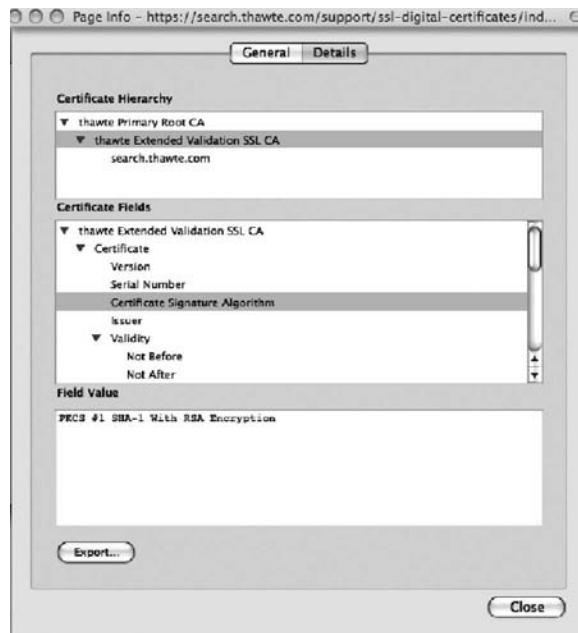 Page Info - https://search.thawte.com/support/ssl-digital-certificates/ind...
General Details
Certificate Hierarchy
thawte Primary Root CA
thawte Extended Validation SSL CA
search.thawte.com
Certificate Fields
thawte Extended Validation SSL CA
Certificate
Version
Serial Number
Certificate Signature Algorithm
Issuer
Validity
Not Before
Not After
Field Value
PKCS #1 SHA-1 With RSA Encryption
Export...
Close